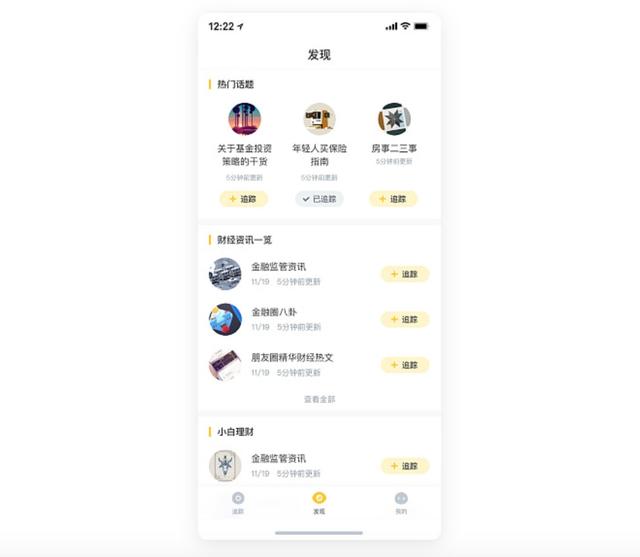 12:22
发现
热门话题
关于基金投资
策略的干货
年轻人买保险
指南
房事二三事
5分钟前更新
5分钟前更新
5分钟前更新
+ 追踪
已追踪
+ 追踪
财经资讯一览
金融监管资讯
11/19 5分钟前更新
+ 追踪
金融圈八卦
11/19 5分钟前更新
+ 追踪
朋友圈精华财经热文
11/19 5分钟前更新
+ 追踪
查看全部
小白理财
金融监管资讯
11/19 5分钟前更新
+ 追踪
追踪
发现
我的